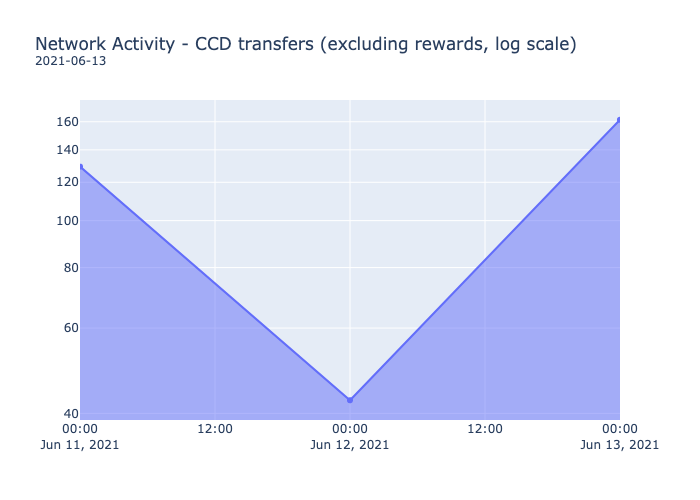 Network Activity - CCD transfers (excluding rewards, log scale)
2021-06-13
160
140
120
100
80
60
40
00:00 12:00 00:00 12:00 00:00
Jun 11, 2021 Jun 12, 2021 Jun 13, 2021